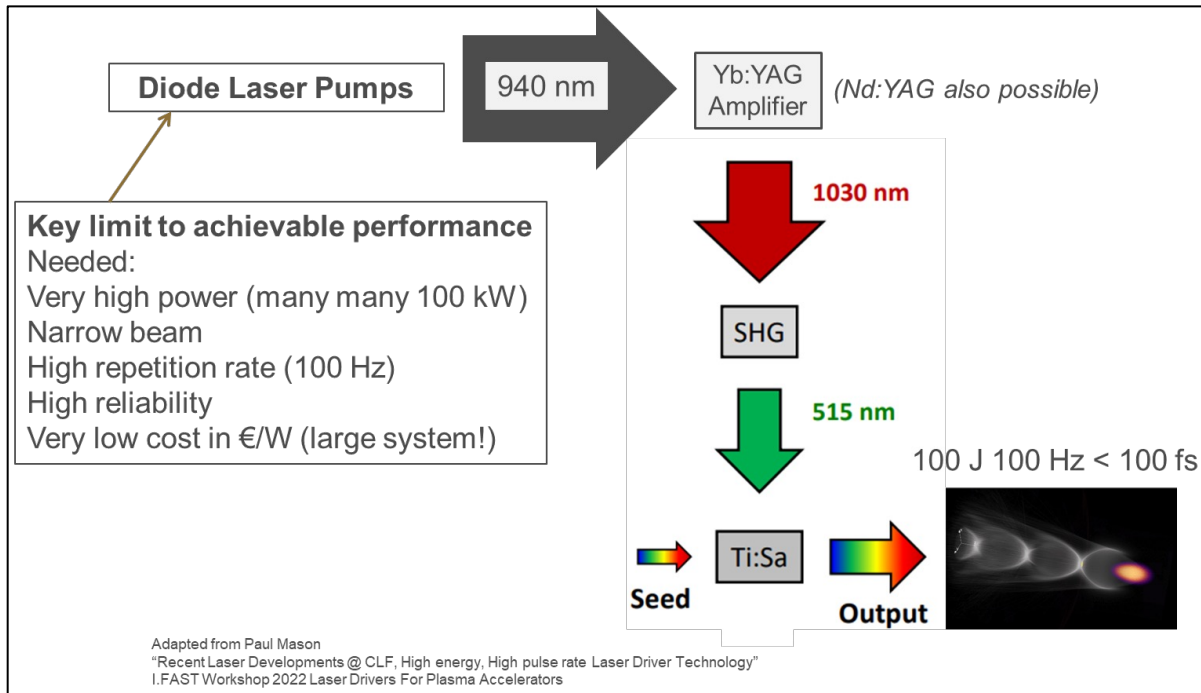 Diode Laser Pumps
940 nm
Yb:YAG
Amplifier
(Nd:YAG also possible)
Key limit to achievable performance
Needed:
Very high power (many many 100 kW)
Narrow beam
High repetition rate (100 Hz)
High reliability
Very low cost in €/W (large system!)
1030 nm
SHG
515 nm
100 J 100 Hz < 100 fs
Ti:Sa
Seed
Output
Adapted from Paul Mason
“Recent Laser Developments @ CLF, High energy, High pulse rate Laser Driver Technology”
I.FAST Workshop 2022 Laser Drivers For Plasma Accelerators